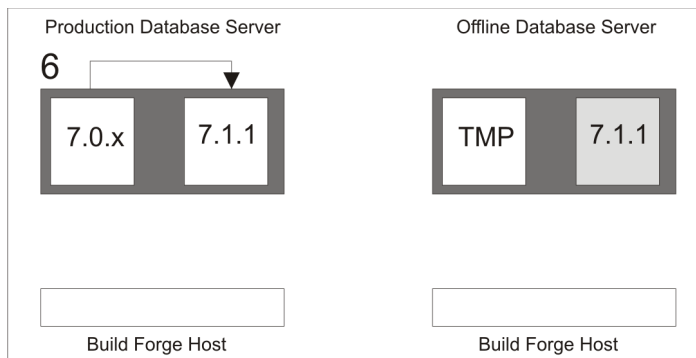 Production Database Server
Offline Database Server
6
7.0.x
7.1.1
TMP
7.1.1
Build Forge Host
Build Forge Host